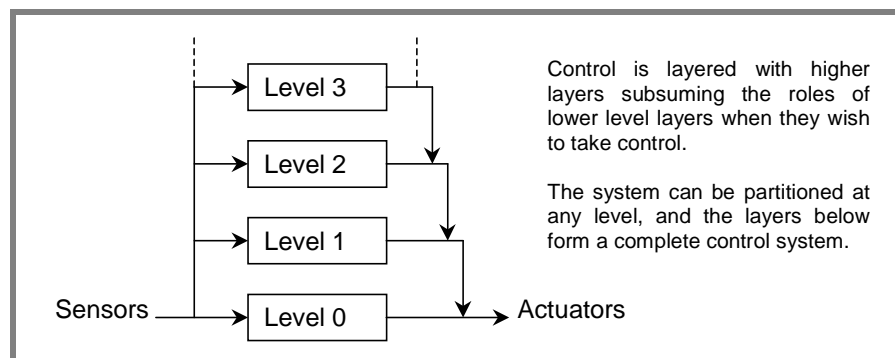 Level 3
Level 2
Level 1
Level 0
Sensors
Actuators
Control is layered with higher
layers subsuming the roles of
lower level layers when they wish
to take control.
The system can be partitioned at
any level, and the layers below
form a complete control system.